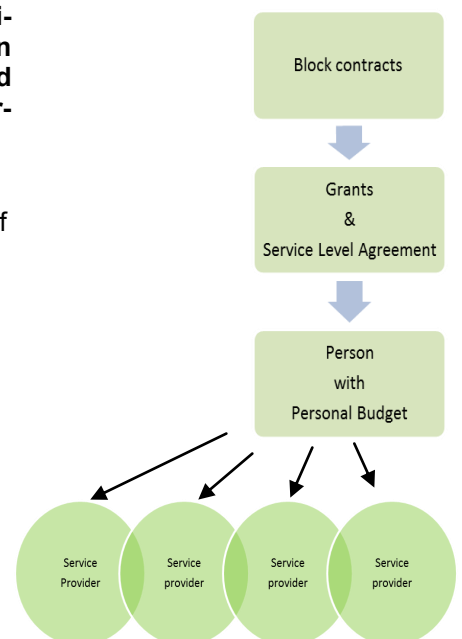 i-
n
d
r-
f
Block contracts
Grants
&
Service Level Agreement
Person
with
Personal Budget
Service
Provider
Service
provider
Service
provider
Service
provider